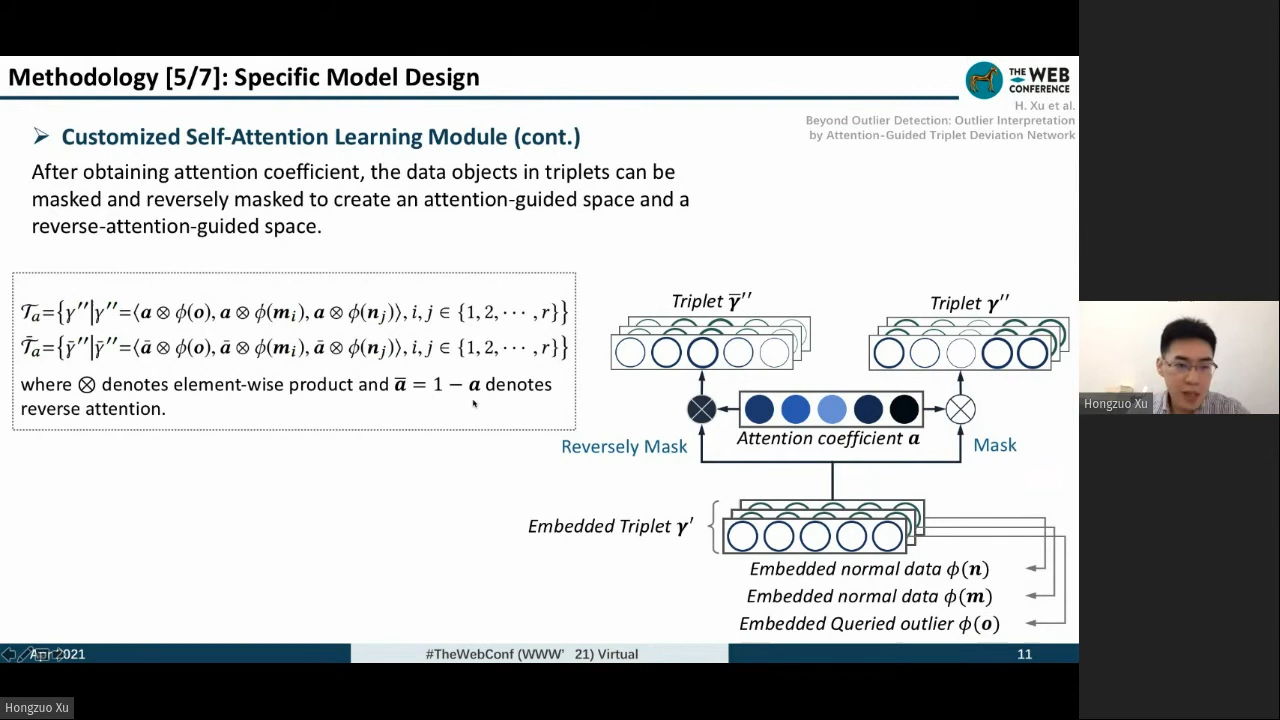 Methodology [5/7]: Specific Model Design
THE WEB
CONFERENCE
H. Xu et al.
Beyond Outlier Detection: Outlier Interpretation
by Attention-Guided Triplet Deviation Network
➢ Customized Self-Attention Learning Module (cont.)
After obtaining attention coefficient, the data objects in triplets can be
masked and reversely masked to create an attention-guided space and a
reverse-attention-guided space.
𝒯ₐ={γ′′|γ′′=⟨a ⊗ ϕ(o), a ⊗ ϕ(mᵢ), a ⊗ ϕ(nⱼ)⟩, i, j ∈ {1, 2, ⋯ , r}}
𝒯̄ₐ={γ̄′′|γ̄′′=⟨ā ⊗ ϕ(o), ā ⊗ ϕ(mᵢ), ā ⊗ ϕ(nⱼ)⟩, i, j ∈ {1, 2, ⋯ , r}}
where ⊗ denotes element-wise product and ā = 1 − a denotes
reverse attention.
Triplet γ̄′′
Triplet γ′′
Attention coefficient a
Reversely Mask
Mask
Embedded Triplet γ′
Embedded normal data ϕ(n)
Embedded normal data ϕ(m)
Embedded Queried outlier ϕ(o)
Apr 2021
#TheWebConf (WWW’ 21) Virtual
11
Hongzuo Xu
Hongzuo Xu